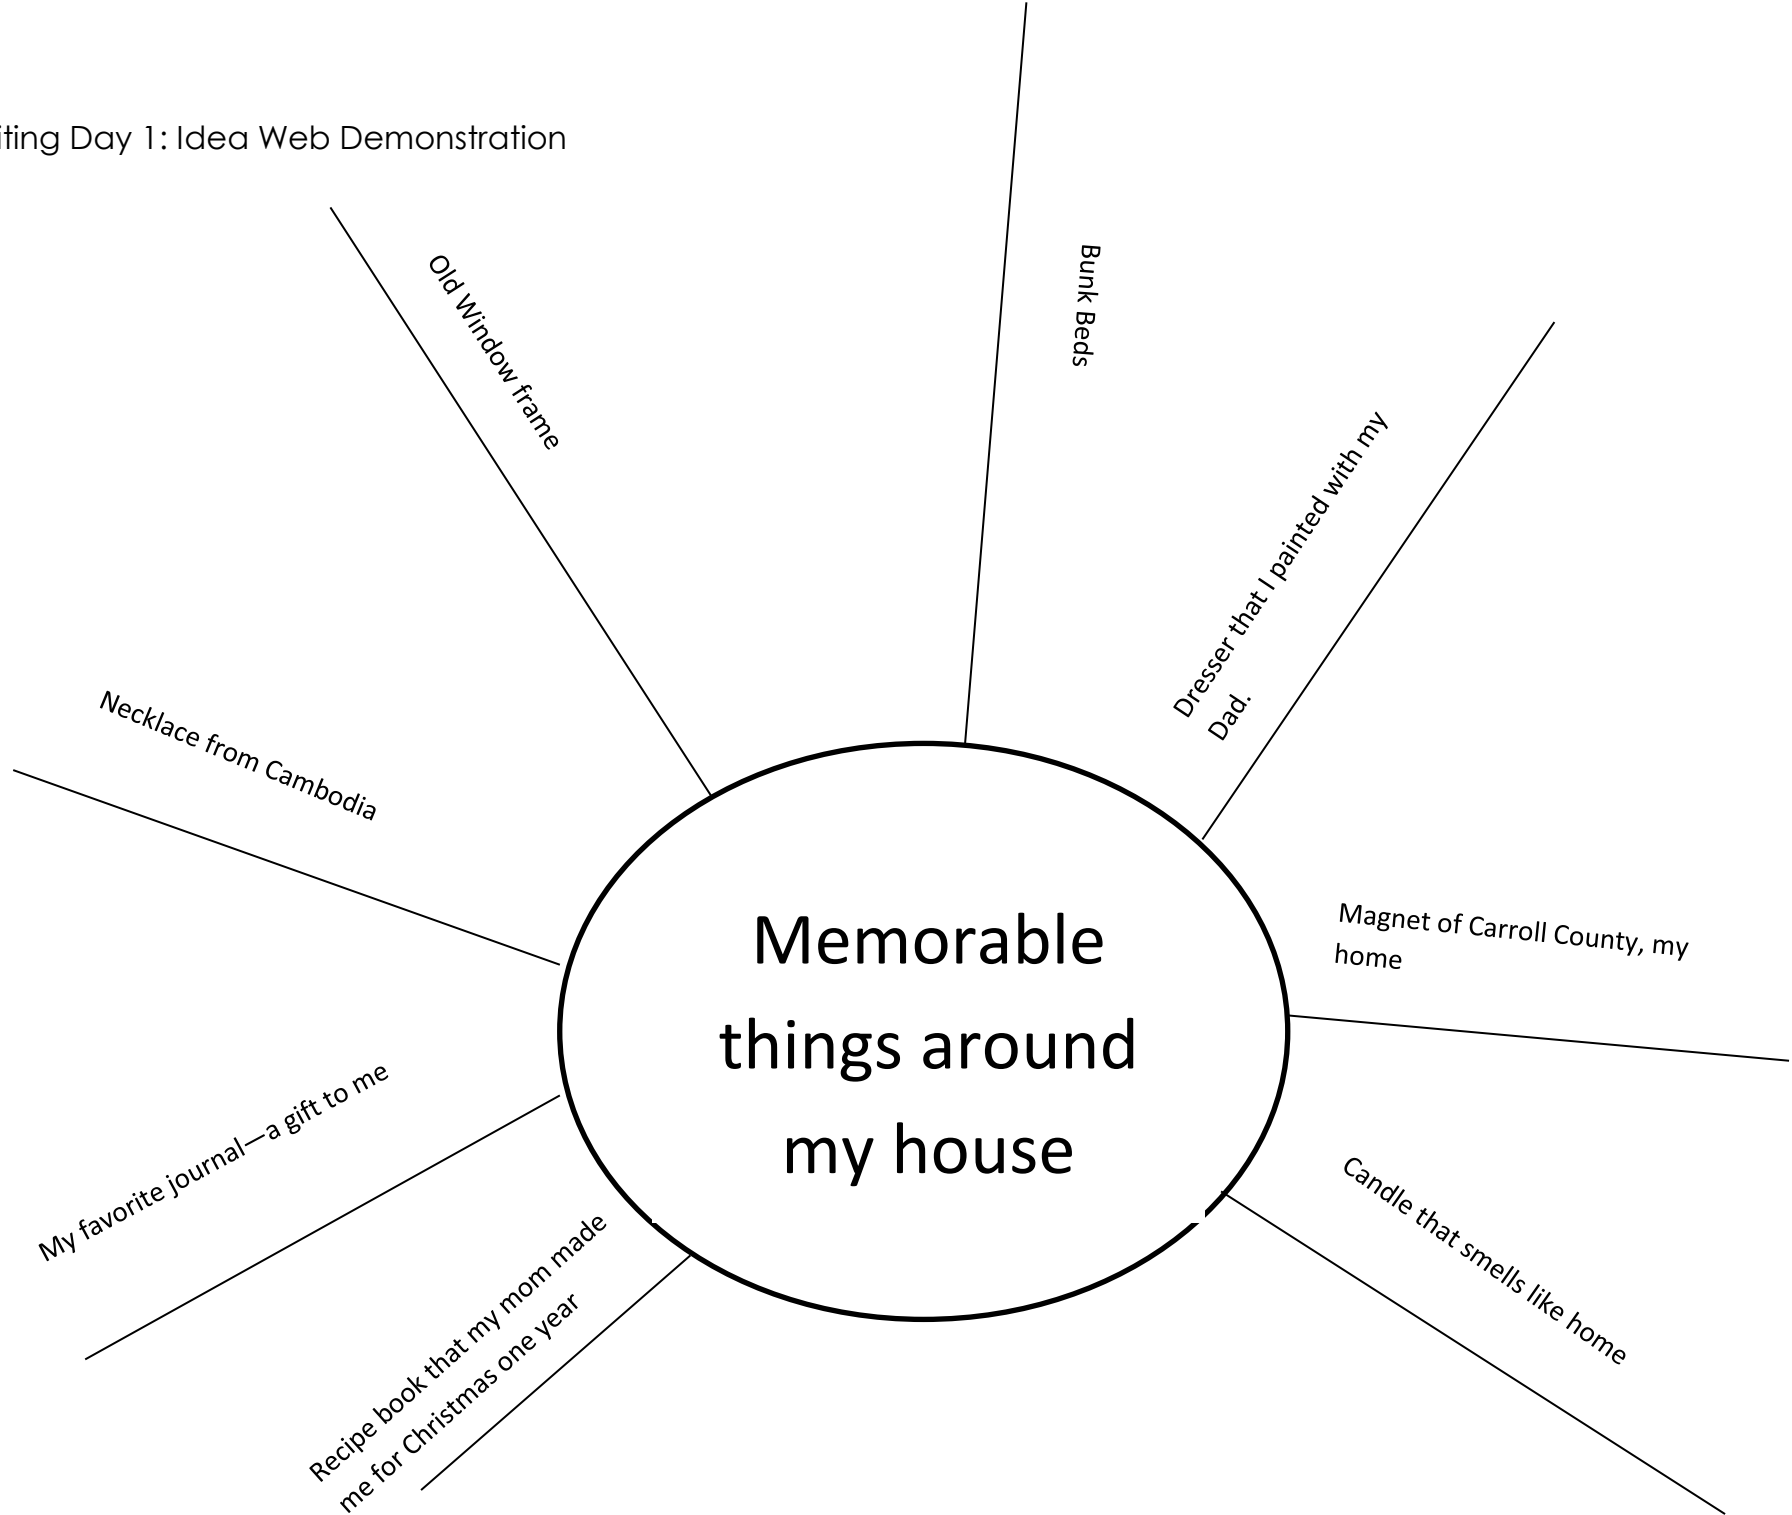 iting Day 1: Idea Web Demonstration
Old Window frame
Bunk Beds
Dresser that I painted with my
Dad.
Necklace from Cambodia
Magnet of Carroll County, my
home
Memorable
things around
my house
My favorite journal—a gift to me
Candle that smells like home
Recipe book that my mom made
me for Christmas one year